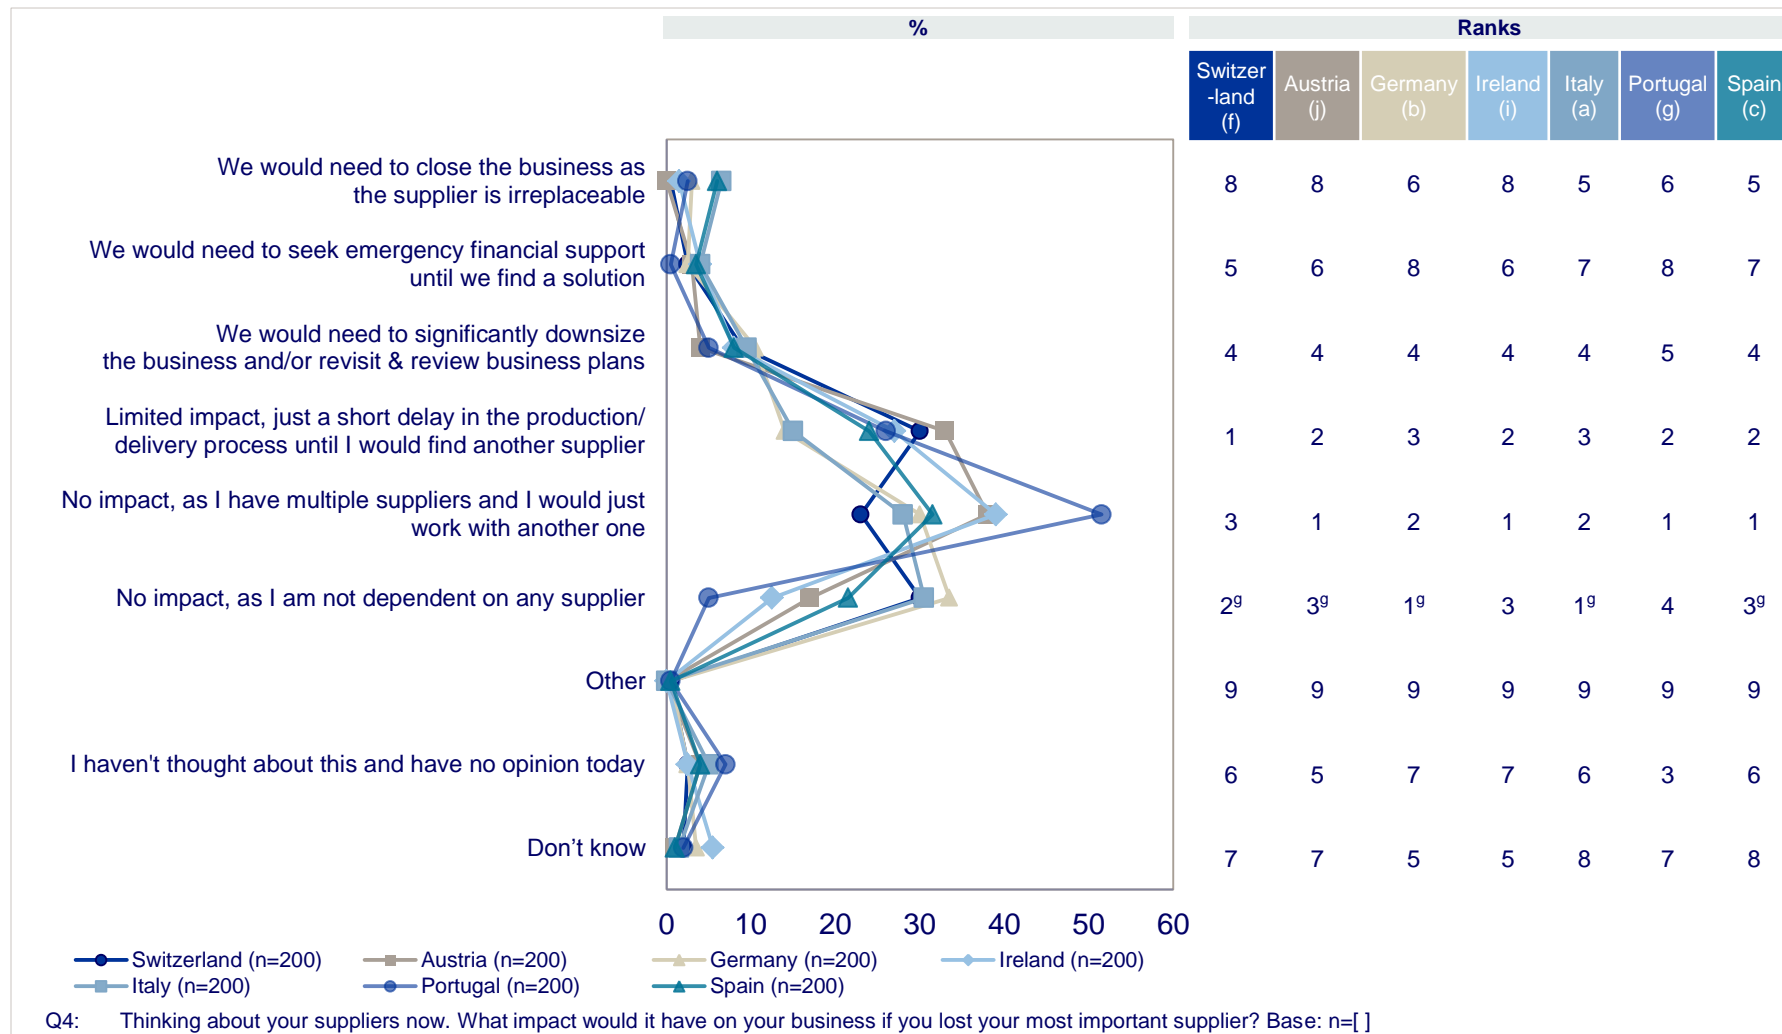 %
Ranks
Switzer
-land
(f)
Austria
(j)
Germany
(b)
Ireland
(i)
Italy
(a)
Portugal
(g)
Spain
(c)
We would need to close the business as
the supplier is irreplaceable
8 8 6 8 5 6 5
We would need to seek emergency financial support
until we find a solution
5 6 8 6 7 8 7
We would need to significantly downsize
the business and/or revisit & review business plans
4 4 4 4 4 5 4
Limited impact, just a short delay in the production/
delivery process until I would find another supplier
1 2 3 2 3 2 2
No impact, as I have multiple suppliers and I would just
work with another one
3 1 2 1 2 1 1
No impact, as I am not dependent on any supplier
2g 3g 1g 3 1g 4 3g
Other
9 9 9 9 9 9 9
I haven't thought about this and have no opinion today
6 5 7 7 6 3 6
Don’t know
7 7 5 5 8 7 8
0 10 20 30 40 50 60
Switzerland (n=200) Austria (n=200) Germany (n=200) Ireland (n=200)
Italy (n=200) Portugal (n=200) Spain (n=200)
Q4: Thinking about your suppliers now. What impact would it have on your business if you lost your most important supplier? Base: n=[ ]